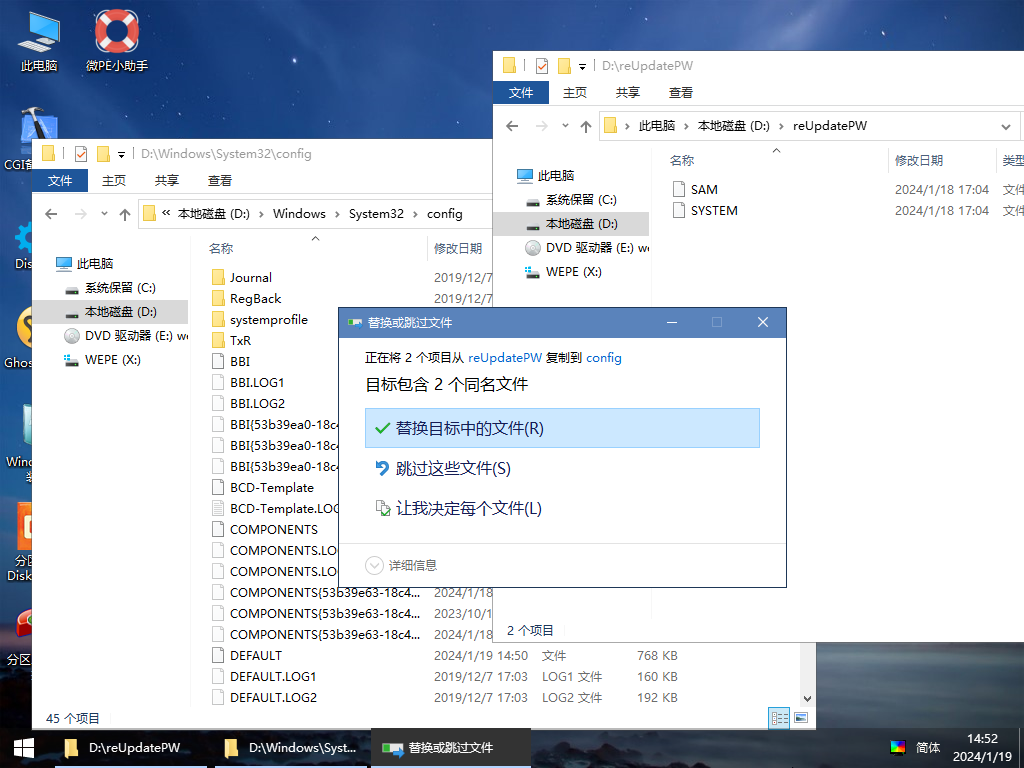 此电脑
微PE小助手
CGI备
Dis
Ghos
Wind
装
分区
Disk
分区
D:\Windows\System32\config
文件
主页
共享
查看
« 本地磁盘 (D:) › Windows › System32 › config
此电脑
系统保留 (C:)
本地磁盘 (D:)
DVD 驱动器 (E:) we
WEPE (X:)
名称
修改日期
Journal
2019/12/7
RegBack
2019/12/7
systemprofile
TxR
BBI
BBI.LOG1
BBI.LOG2
BBI{53b39ea0-18c4
BBI{53b39ea0-18c4
BBI{53b39ea0-18c4
BCD-Template
BCD-Template.LOG
COMPONENTS
COMPONENTS.LO
COMPONENTS.LO
COMPONENTS{53b39e63-18c4...
2024/1/18
COMPONENTS{53b39e63-18c4...
2023/10/1
COMPONENTS{53b39e63-18c4...
2024/1/18
DEFAULT
2024/1/19 14:50
文件
768 KB
DEFAULT.LOG1
2019/12/7 17:03
LOG1 文件
160 KB
DEFAULT.LOG2
2019/12/7 17:03
LOG2 文件
192 KB
45 个项目
D:\reUpdatePW
文件
主页
共享
查看
› 此电脑 › 本地磁盘 (D:) › reUpdatePW
此电脑
系统保留 (C:)
本地磁盘 (D:)
DVD 驱动器 (E:) we
WEPE (X:)
名称
修改日期
类型
SAM
2024/1/18 17:04
文件
SYSTEM
2024/1/18 17:04
文件
2 个项目
替换或跳过文件
正在将 2 个项目从 reUpdatePW 复制到 config
目标包含 2 个同名文件
替换目标中的文件(R)
跳过这些文件(S)
让我决定每个文件(L)
详细信息
D:\reUpdatePW
D:\Windows\Syst...
替换或跳过文件
简体
14:52
2024/1/19